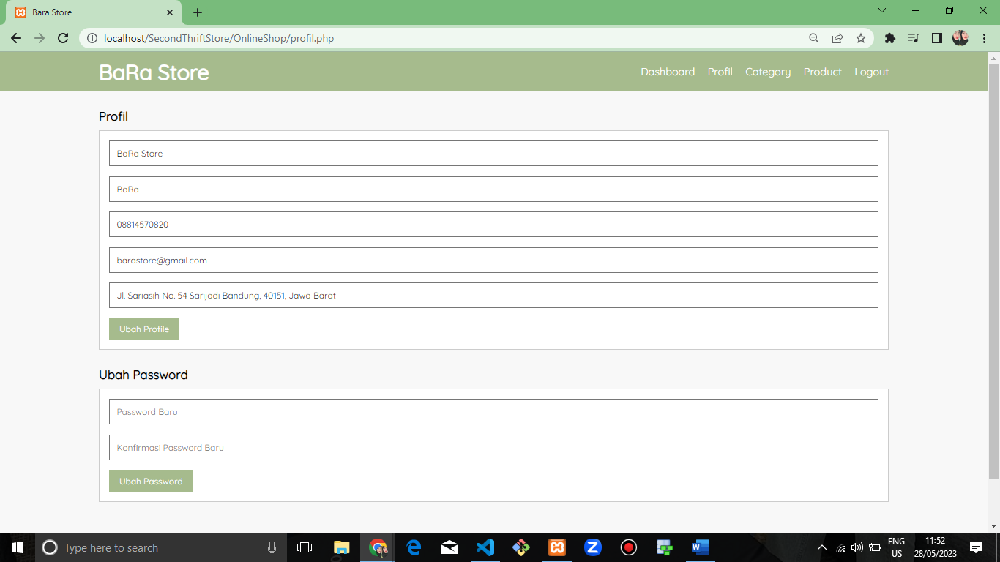 Bara Store
localhost/SecondThriftStore/OnlineShop/profil.php
BaRa Store
Dashboard Profil Category Product Logout
Profil
BaRa Store
BaRa
08814570820
barastore@gmail.com
Jl. Sariasih No. 54 Sarijadi Bandung, 40151, Jawa Barat
Ubah Profile
Ubah Password
Password Baru
Konfirmasi Password Baru
Ubah Password
Type here to search
ENG
US
11:52
28/05/2023